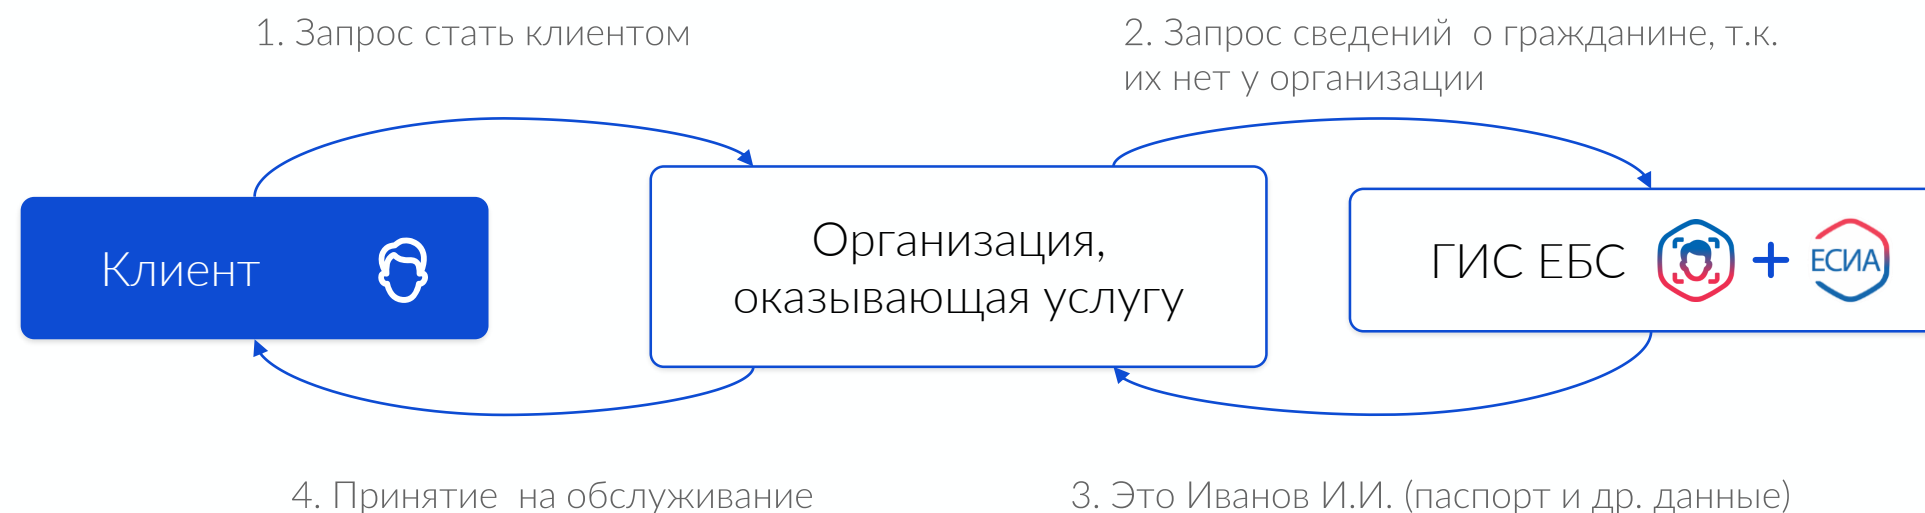 1. Запрос стать клиентом
2. Запрос сведений о гражданине, т.к.
их нет у организации
Клиент
Организация,
оказывающая услугу
ГИС ЕБС
+
ЕСИА
4. Принятие на обслуживание
3. Это Иванов И.И. (паспорт и др. данные)